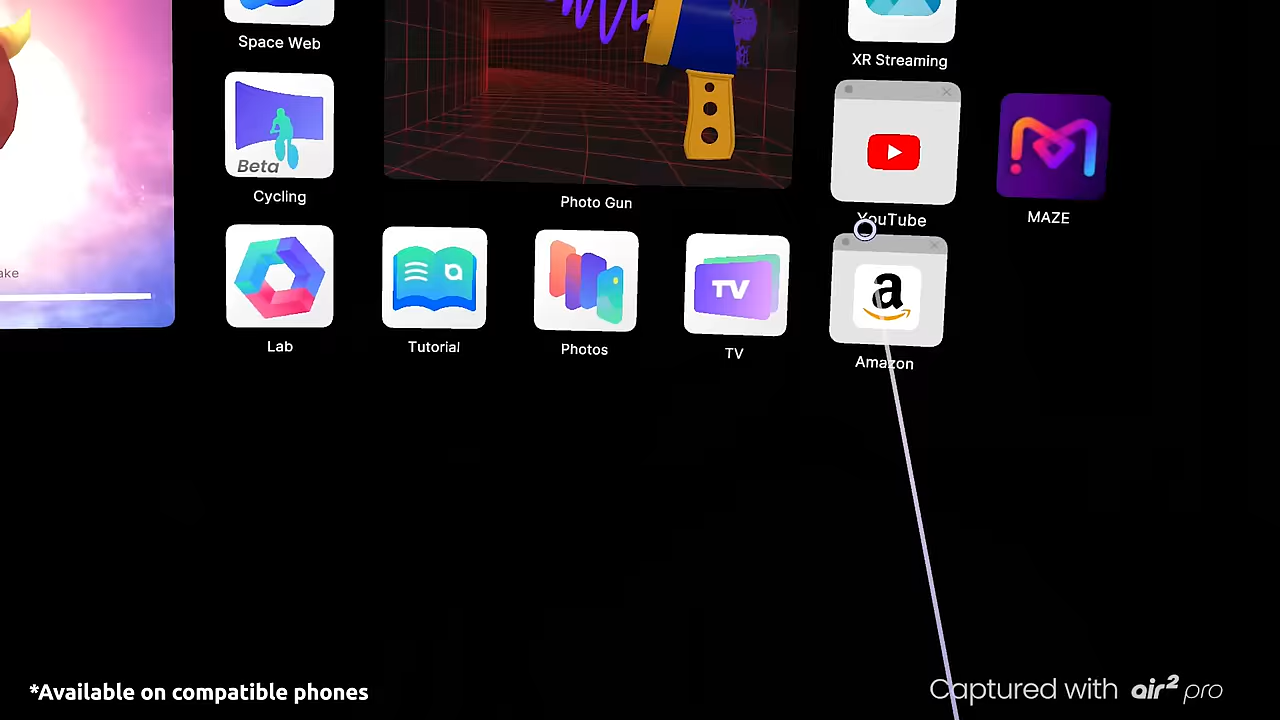 Space Web
XR Streaming
Beta
Cycling
Photo Gun
YouTube
MAZE
ake
TV
a
Lab
Tutorial
Photos
TV
Amazon
*Available on compatible phones
Captured with air² pro